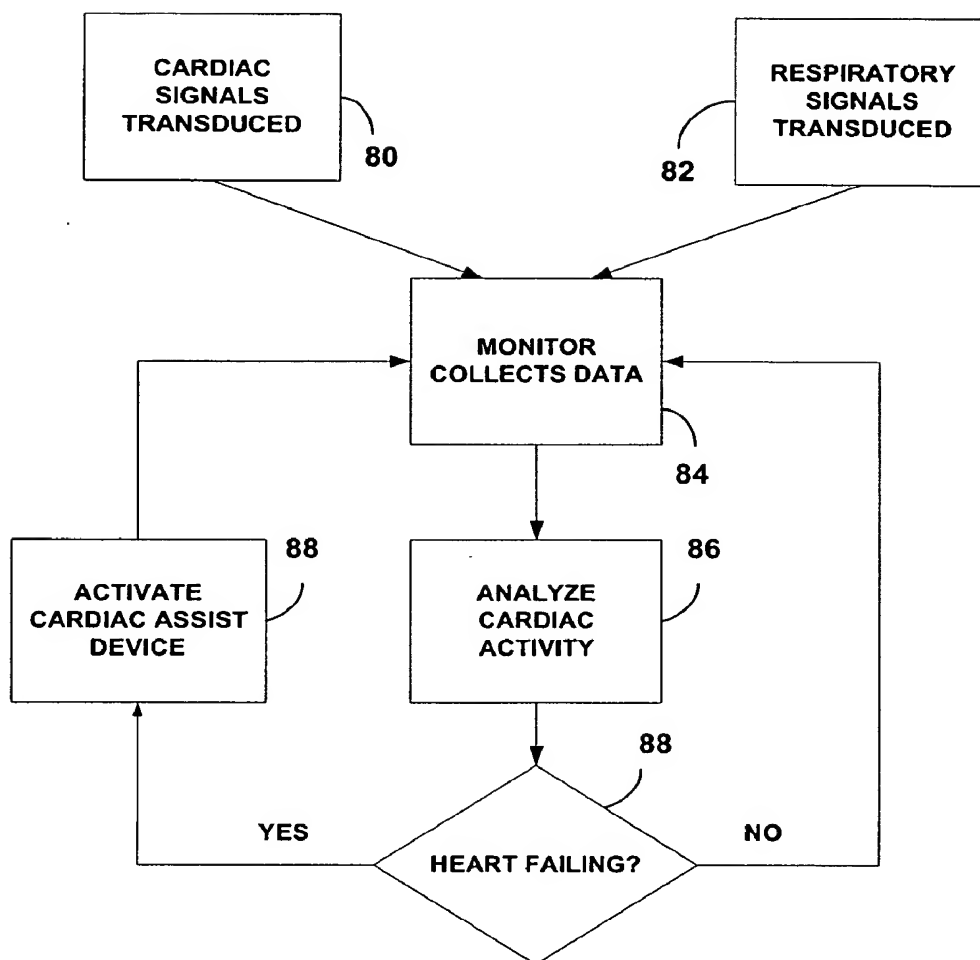 CARDIAC
SIGNALS
TRANSDUCED
80
RESPIRATORY
SIGNALS
TRANSDUCED
82
MONITOR
COLLECTS DATA
84
ACTIVATE
CARDIAC ASSIST
DEVICE
88
ANALYZE
CARDIAC
ACTIVITY
86
88
YES
HEART FAILING?
NO